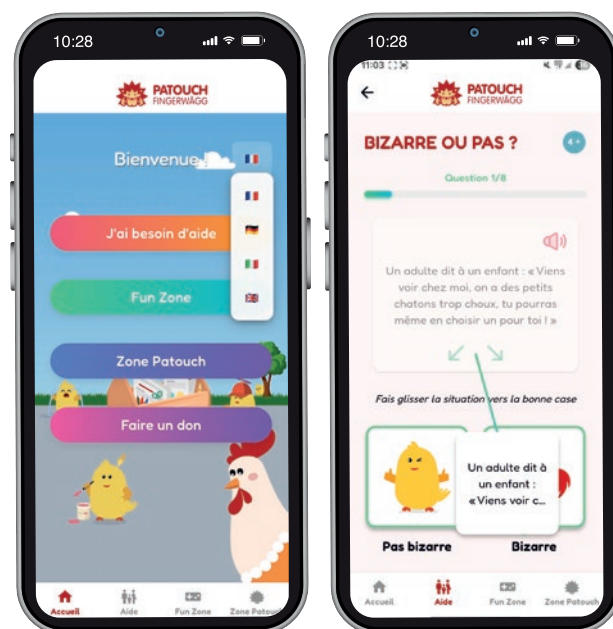 10:28
PATOUCH
FINGERWÄGG
Bienvenue !
J'ai besoin d'aide
Fun Zone
Zone Patouch
Faire un don
Accueil
Aide
Fun Zone
Zone Patouch
10:28
11:03
PATOUCH
FINGERWÄGG
BIZARRE OU PAS ?
4+
Question 1/8
Un adulte dit à un enfant : « Viens
voir chez moi, on a des petits
chatons trop choux, tu pourras
même en choisir un pour toi ! »
Fais glisser la situation vers la bonne case
Un adulte dit à
un enfant :
« Viens voir c...
Pas bizarre
Bizarre
Accueil
Aide
Fun Zone
Zone Patouch